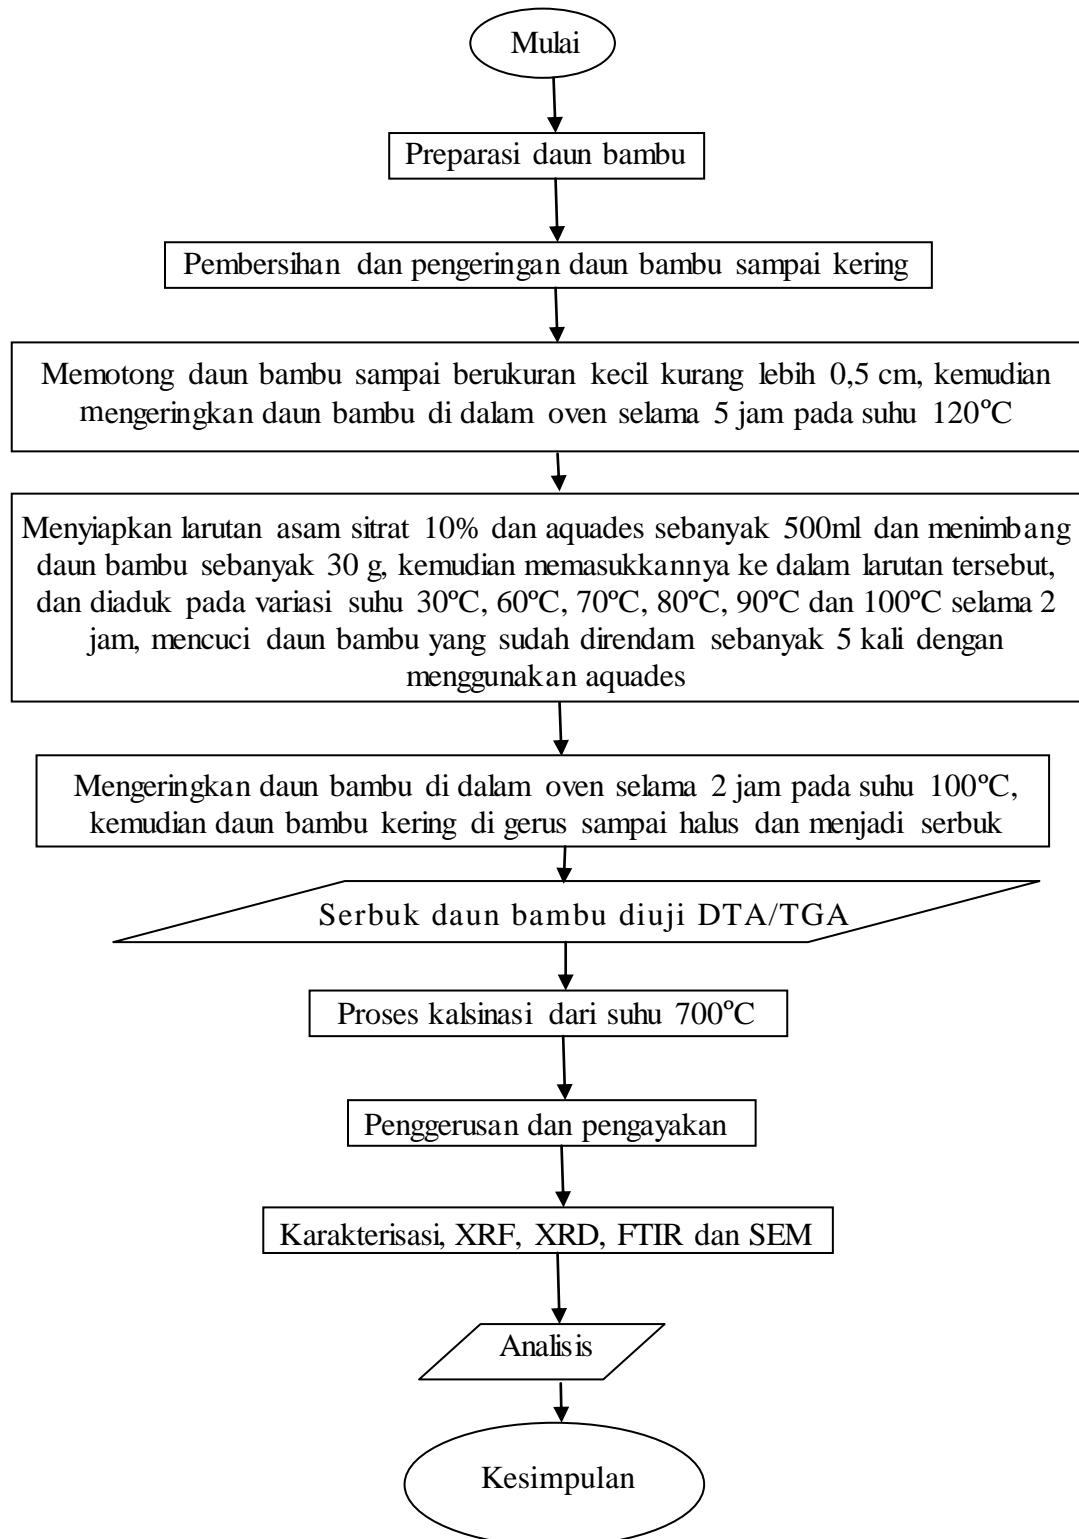 Mulai
Preparasi daun bambu
Pembersihan dan pengeringan daun bambu sampai kering
Memotong daun bambu sampai berukuran kecil kurang lebih 0,5 cm, kemudian
mengeringkan daun bambu di dalam oven selama 5 jam pada suhu 120ºC
Menyiapkan larutan asam sitrat 10% dan aquades sebanyak 500ml dan menimbang
daun bambu sebanyak 30 g, kemudian memasukkannya ke dalam larutan tersebut,
dan diaduk pada variasi suhu 30ºC, 60ºC, 70ºC, 80ºC, 90ºC dan 100ºC selama 2
jam, mencuci daun bambu yang sudah direndam sebanyak 5 kali dengan
menggunakan aquades
Mengeringkan daun bambu di dalam oven selama 2 jam pada suhu 100ºC,
kemudian daun bambu kering di gerus sampai halus dan menjadi serbuk
Serbuk daun bambu diuji DTA/TGA
Proses kalsinasi dari suhu 700ºC
Penggerusan dan pengayakan
Karakterisasi, XRF, XRD, FTIR dan SEM
Analisis
Kesimpulan